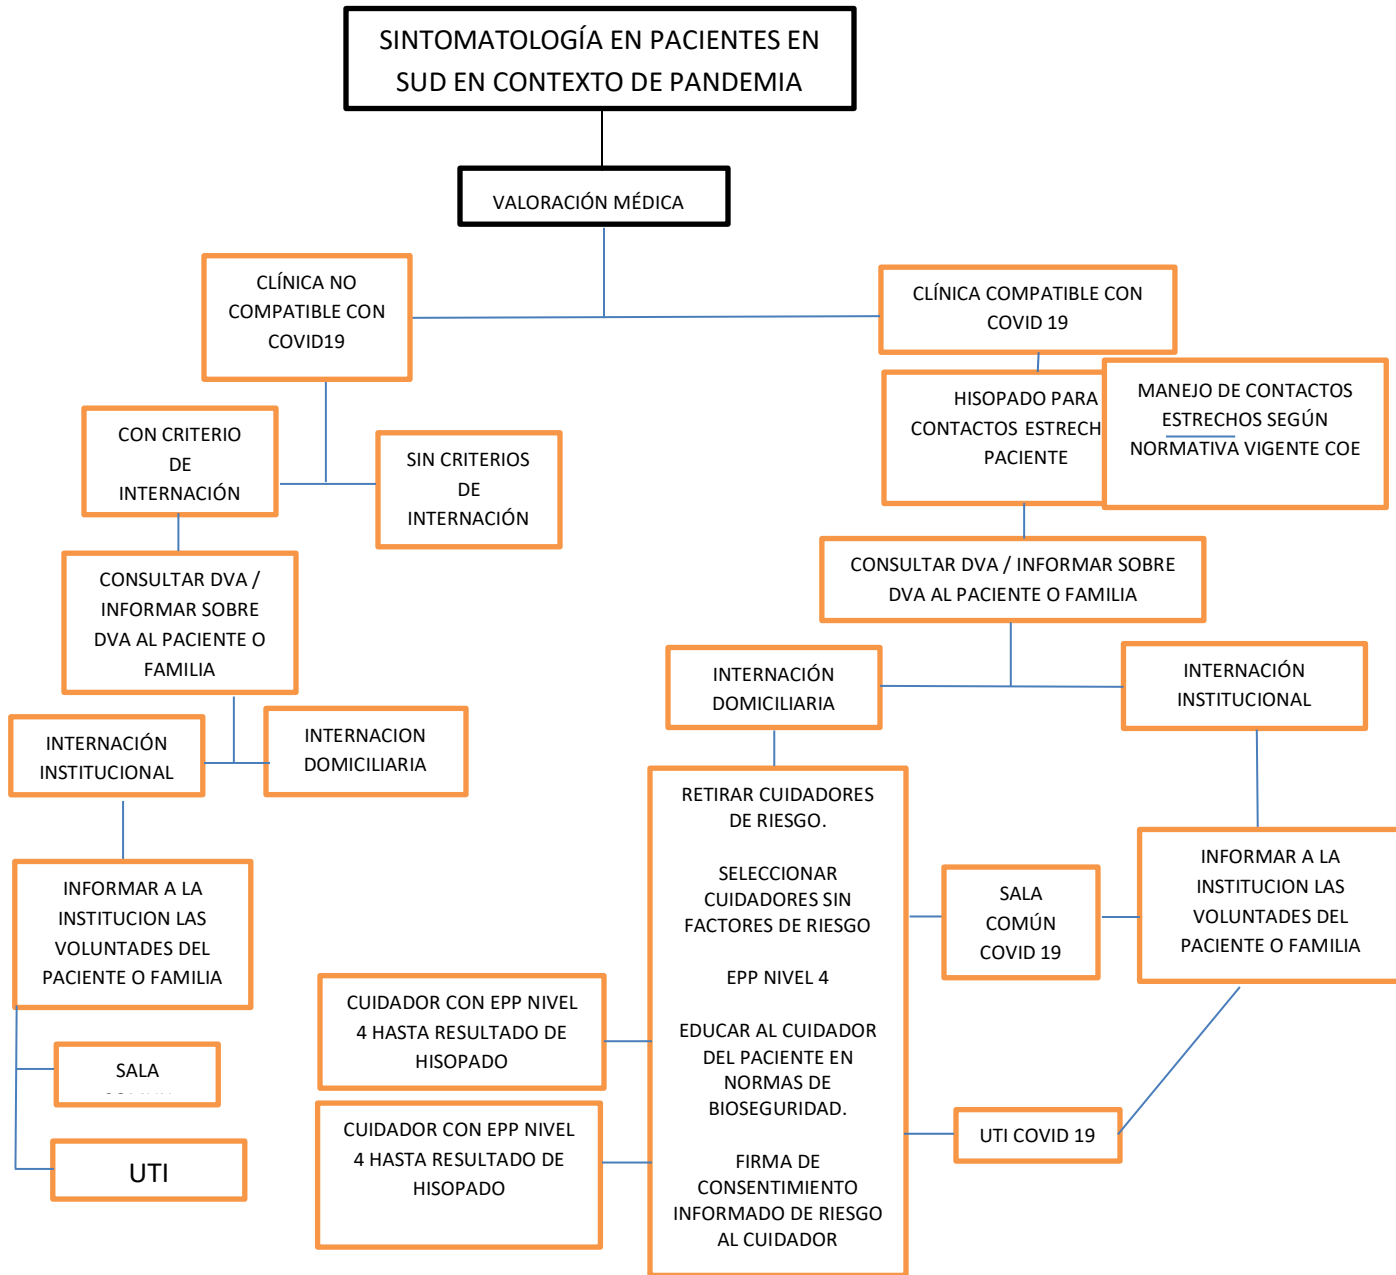 SINTOMATOLOGÍA EN PACIENTES EN
SUD EN CONTEXTO DE PANDEMIA
VALORACIÓN MÉDICA
CLÍNICA NO
COMPATIBLE CON
COVID19
CLÍNICA COMPATIBLE CON
COVID 19
CON CRITERIO
DE
INTERNACIÓN
SIN CRITERIOS
DE
INTERNACIÓN
HISOPADO PARA
CONTACTOS ESTRECH
PACIENTE
MANEJO DE CONTACTOS
ESTRECHOS SEGÚN
NORMATIVA VIGENTE COE
CONSULTAR DVA /
INFORMAR SOBRE
DVA AL PACIENTE O
FAMILIA
CONSULTAR DVA / INFORMAR SOBRE
DVA AL PACIENTE O FAMILIA
INTERNACIÓN
INSTITUCIONAL
INTERNACION
DOMICILIARIA
INTERNACIÓN
DOMICILIARIA
INTERNACIÓN
INSTITUCIONAL
INFORMAR A LA
INSTITUCION LAS
VOLUNTADES DEL
PACIENTE O FAMILIA
SALA
UTI
RETIRAR CUIDADORES
DE RIESGO.
SELECCIONAR
CUIDADORES SIN
FACTORES DE RIESGO
EPP NIVEL 4
EDUCAR AL CUIDADOR
DEL PACIENTE EN
NORMAS DE
BIOSEGURIDAD.
FIRMA DE
CONSENTIMIENTO
INFORMADO DE RIESGO
AL CUIDADOR
CUIDADOR CON EPP NIVEL
4 HASTA RESULTADO DE
HISOPADO
CUIDADOR CON EPP NIVEL
4 HASTA RESULTADO DE
HISOPADO
SALA
COMÚN
COVID 19
INFORMAR A LA
INSTITUCION LAS
VOLUNTADES DEL
PACIENTE O FAMILIA
UTI COVID 19